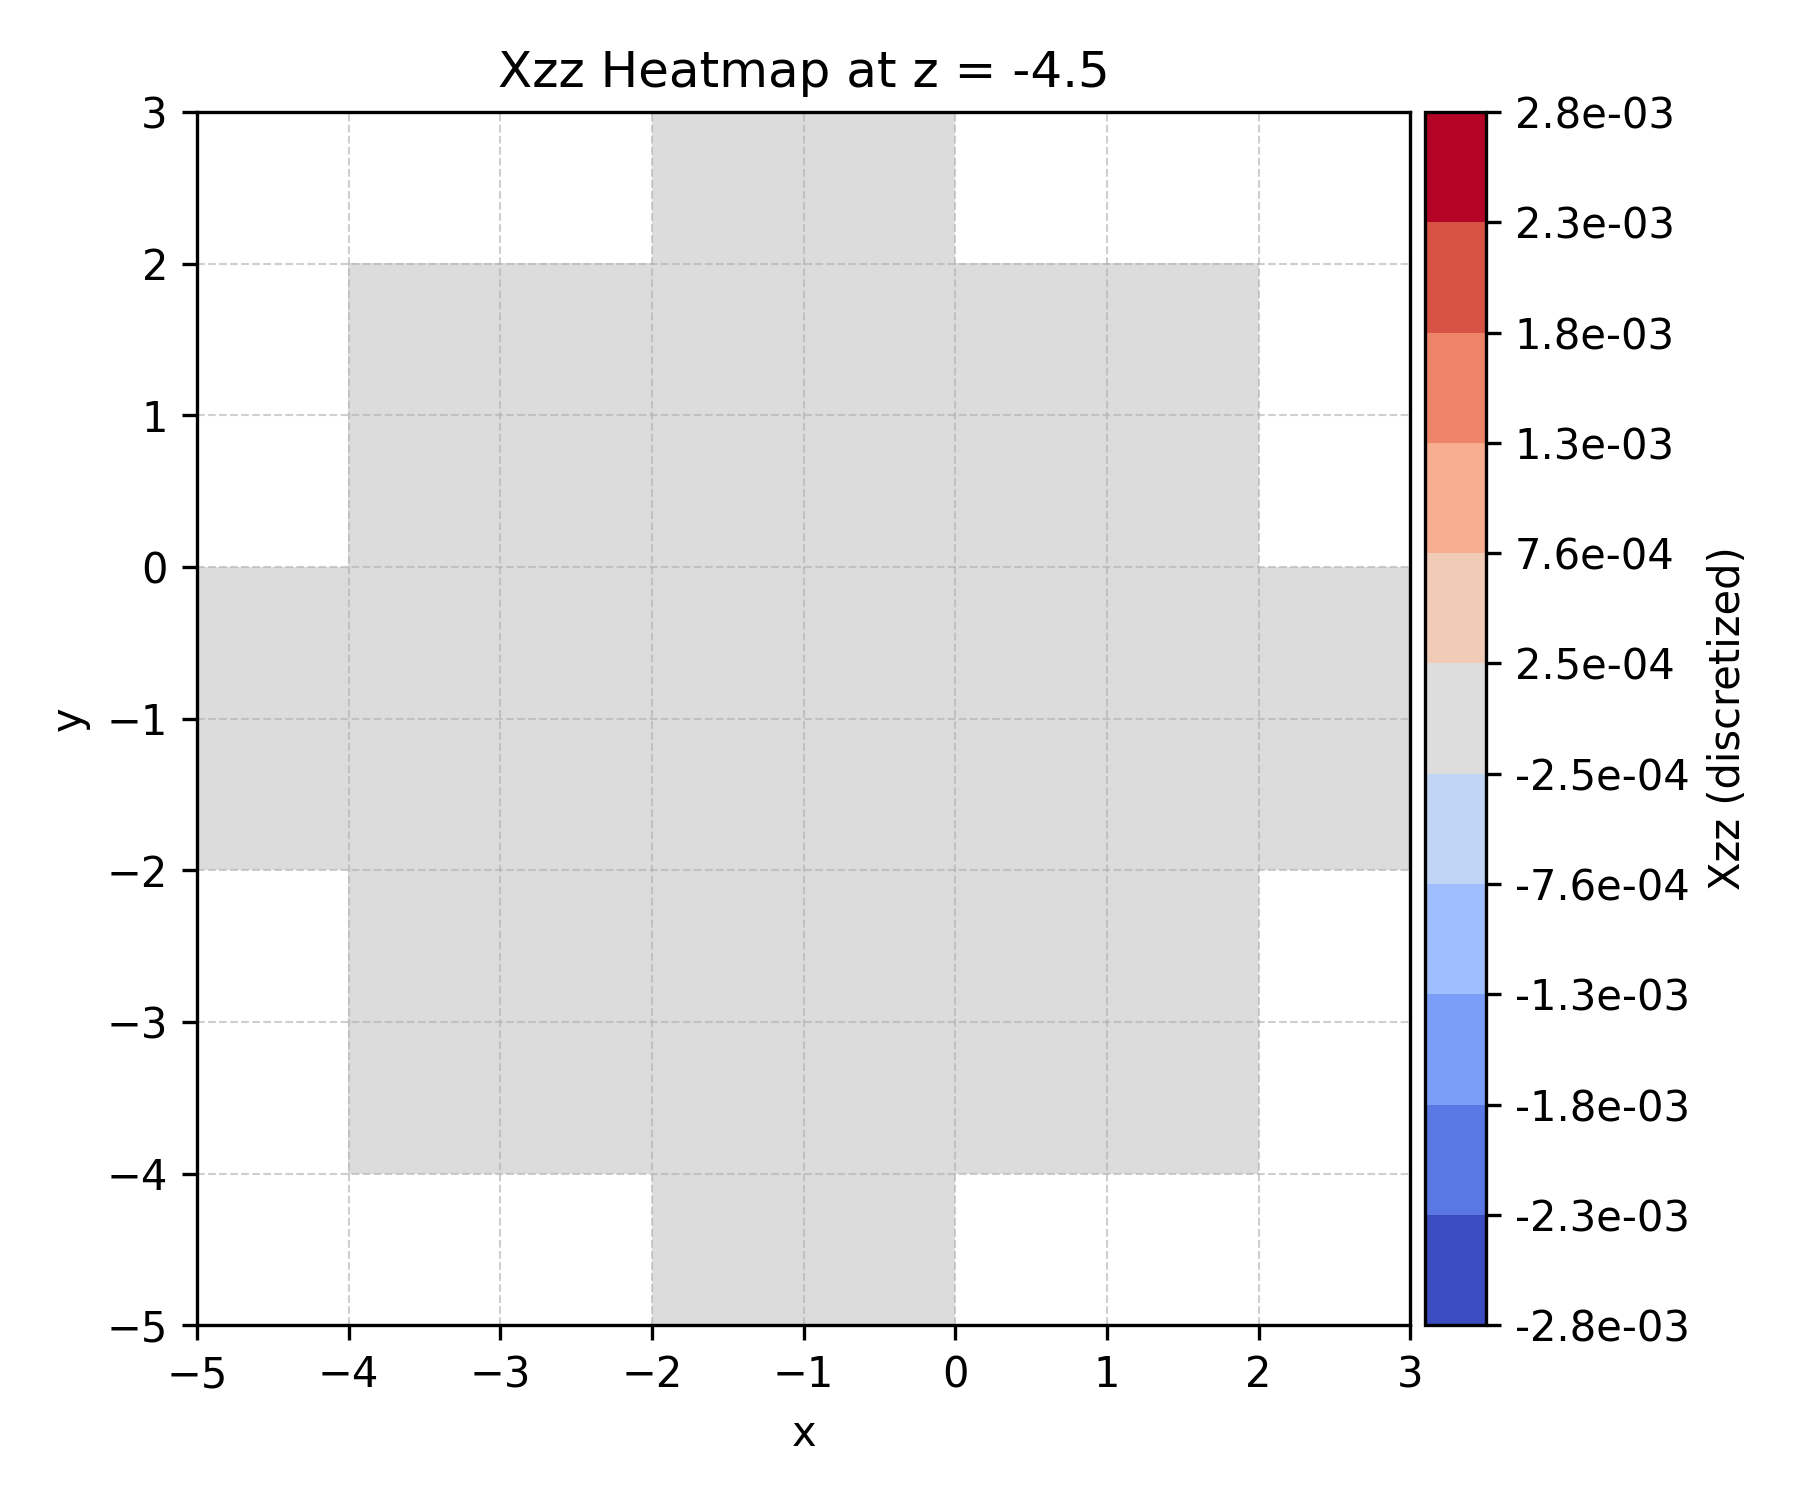 Xzz Heatmap at z = -4.5
3
2
1
0
−1
−2
−3
−4
−5
y
−5 −4 −3 −2 −1 0 1 2 3
x
2.8e-03
2.3e-03
1.8e-03
1.3e-03
7.6e-04
2.5e-04
-2.5e-04
-7.6e-04
-1.3e-03
-1.8e-03
-2.3e-03
-2.8e-03
Xzz (discretized)